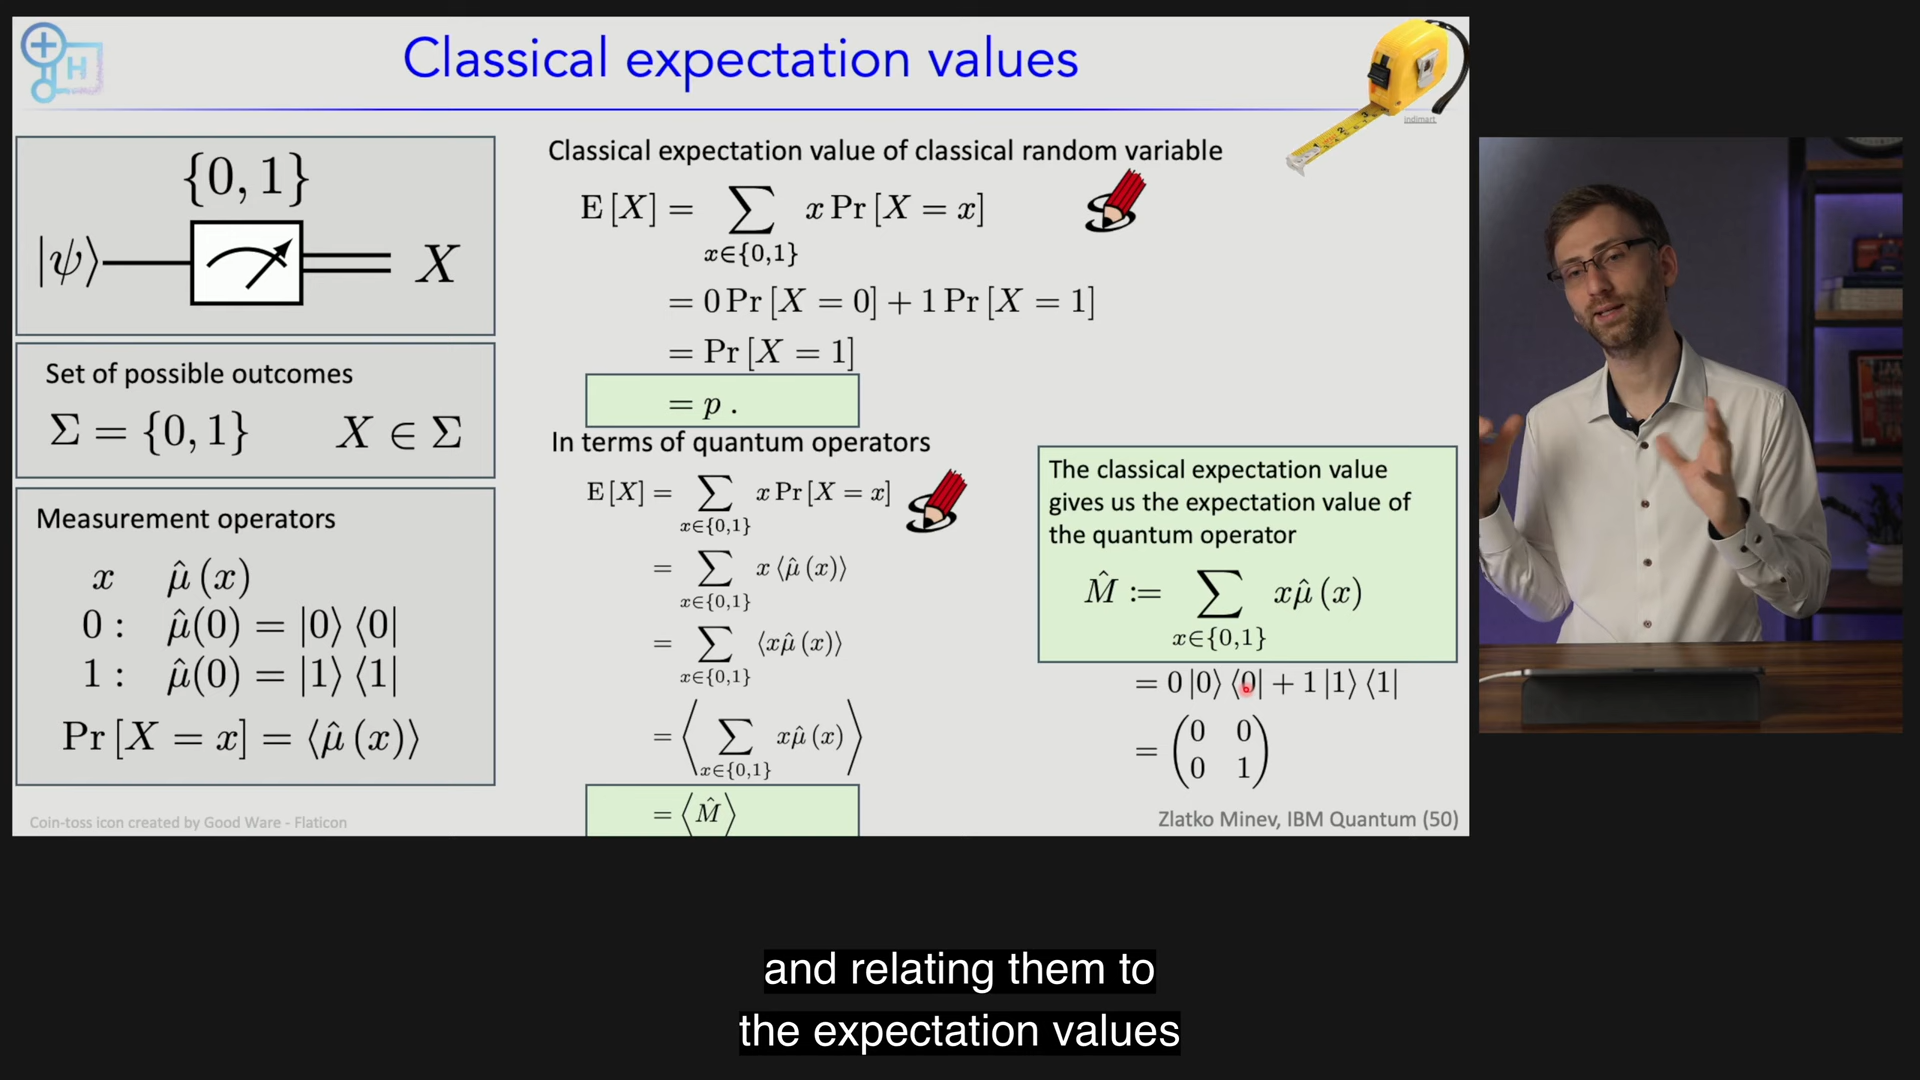 Classical expectation values
H
indimart
{0, 1}
|ψ⟩ X
Set of possible outcomes
Σ = {0, 1} X ∈ Σ
Measurement operators
x μ̂ (x)
0 : μ̂(0) = |0⟩ ⟨0|
1 : μ̂(0) = |1⟩ ⟨1|
Pr [X = x] = ⟨μ̂ (x)⟩
Coin-toss icon created by Good Ware - Flaticon
Classical expectation value of classical random variable
E [X] = ∑ x Pr [X = x]
x∈{0,1}
= 0 Pr [X = 0] + 1 Pr [X = 1]
= Pr [X = 1]
= p .
In terms of quantum operators
E [X] = ∑ x Pr [X = x]
x∈{0,1}
= ∑ x ⟨μ̂ (x)⟩
x∈{0,1}
= ∑ ⟨xμ̂ (x)⟩
x∈{0,1}
= ⟨ ∑ xμ̂ (x) ⟩
x∈{0,1}
= ⟨M̂⟩
The classical expectation value
gives us the expectation value of
the quantum operator
M̂ := ∑ xμ̂ (x)
x∈{0,1}
= 0 |0⟩ ⟨0| + 1 |1⟩ ⟨1|
= (0 0
0 1)
Zlatko Minev, IBM Quantum (50)
and relating them to
the expectation values